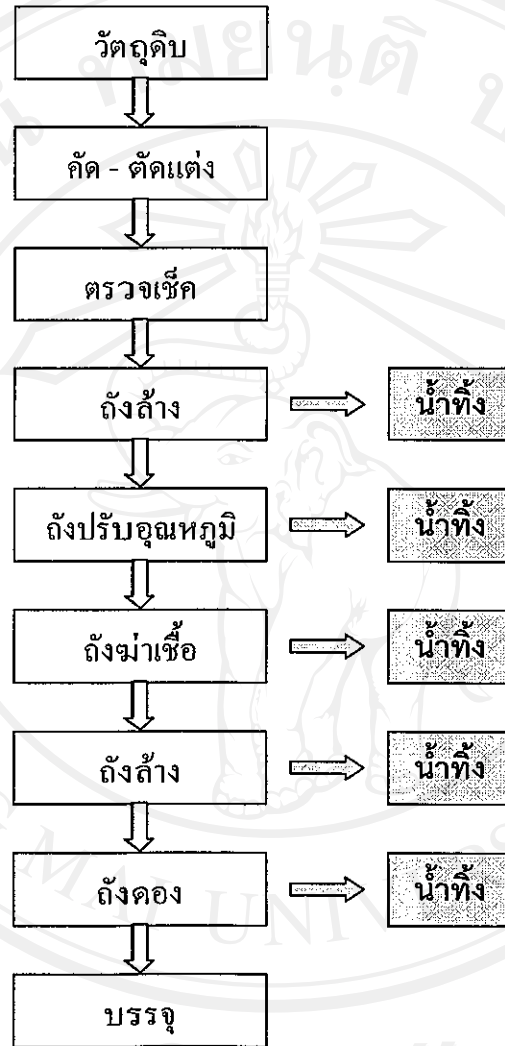 วัตถุดิบ
คัด - ตัดแต่ง
ตรวจเช็ค
ถังล้าง
น้ำทิ้ง
ถังปรับอุณหภูมิ
น้ำทิ้ง
ถังฆ่าเชื้อ
น้ำทิ้ง
ถังล้าง
น้ำทิ้ง
ถังดอง
น้ำทิ้ง
บรรจุ